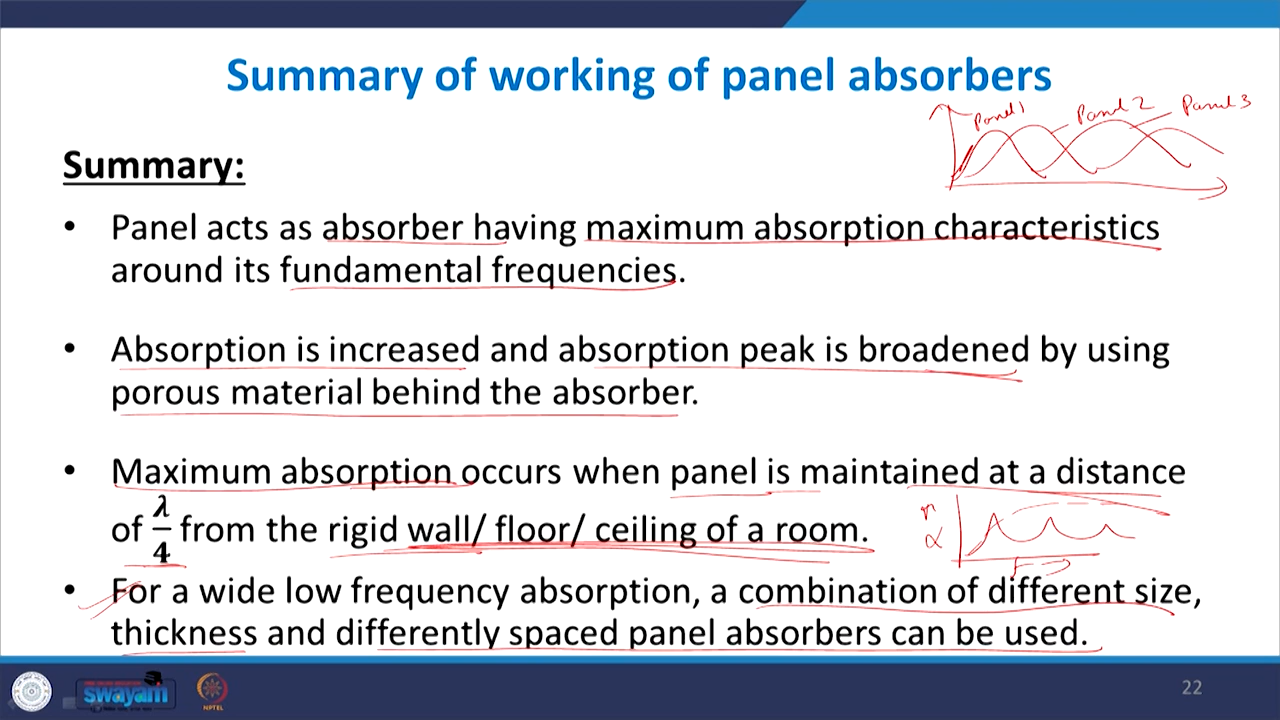 Summary of working of panel absorbers
Panel 1
Panel 2
Panel 3
Summary:
• Panel acts as absorber having maximum absorption characteristics
around its fundamental frequencies.
• Absorption is increased and absorption peak is broadened by using
porous material behind the absorber.
• Maximum absorption occurs when panel is maintained at a distance
of λ/4 from the rigid wall/ floor/ ceiling of a room.
α
• For a wide low frequency absorption, a combination of different size,
thickness and differently spaced panel absorbers can be used.
swayam
NPTEL
22